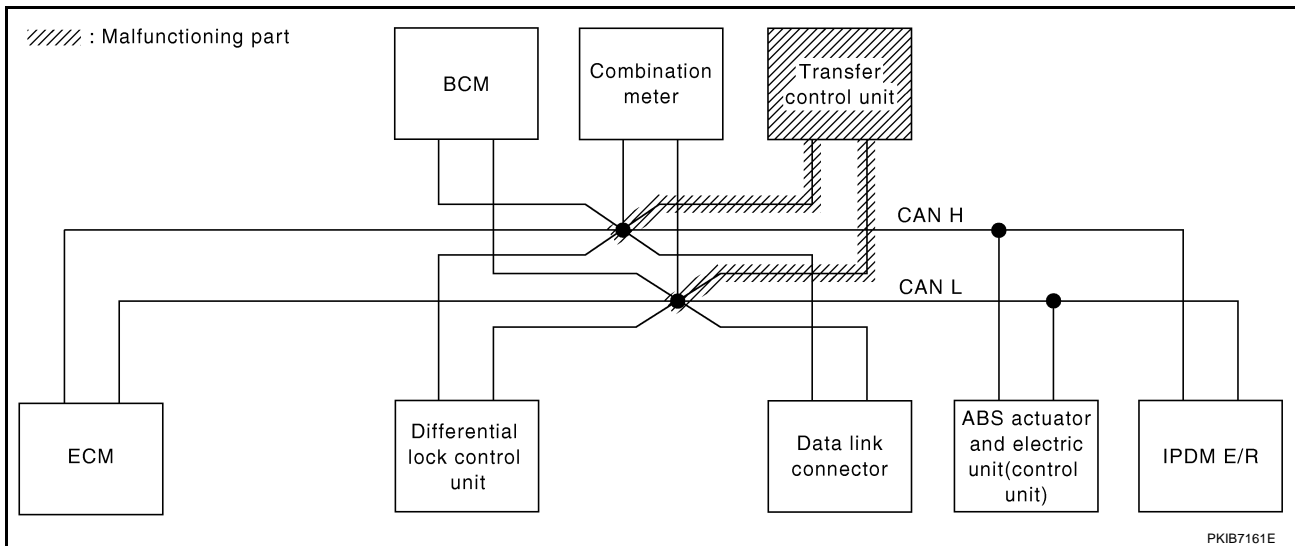 : Malfunctioning part
BCM
Combination
meter
Transfer
control unit
CAN H
CAN L
ECM
Differential
lock control
unit
Data link
connector
ABS actuator
and electric
unit(control
unit)
IPDM E/R
PKIB7161E